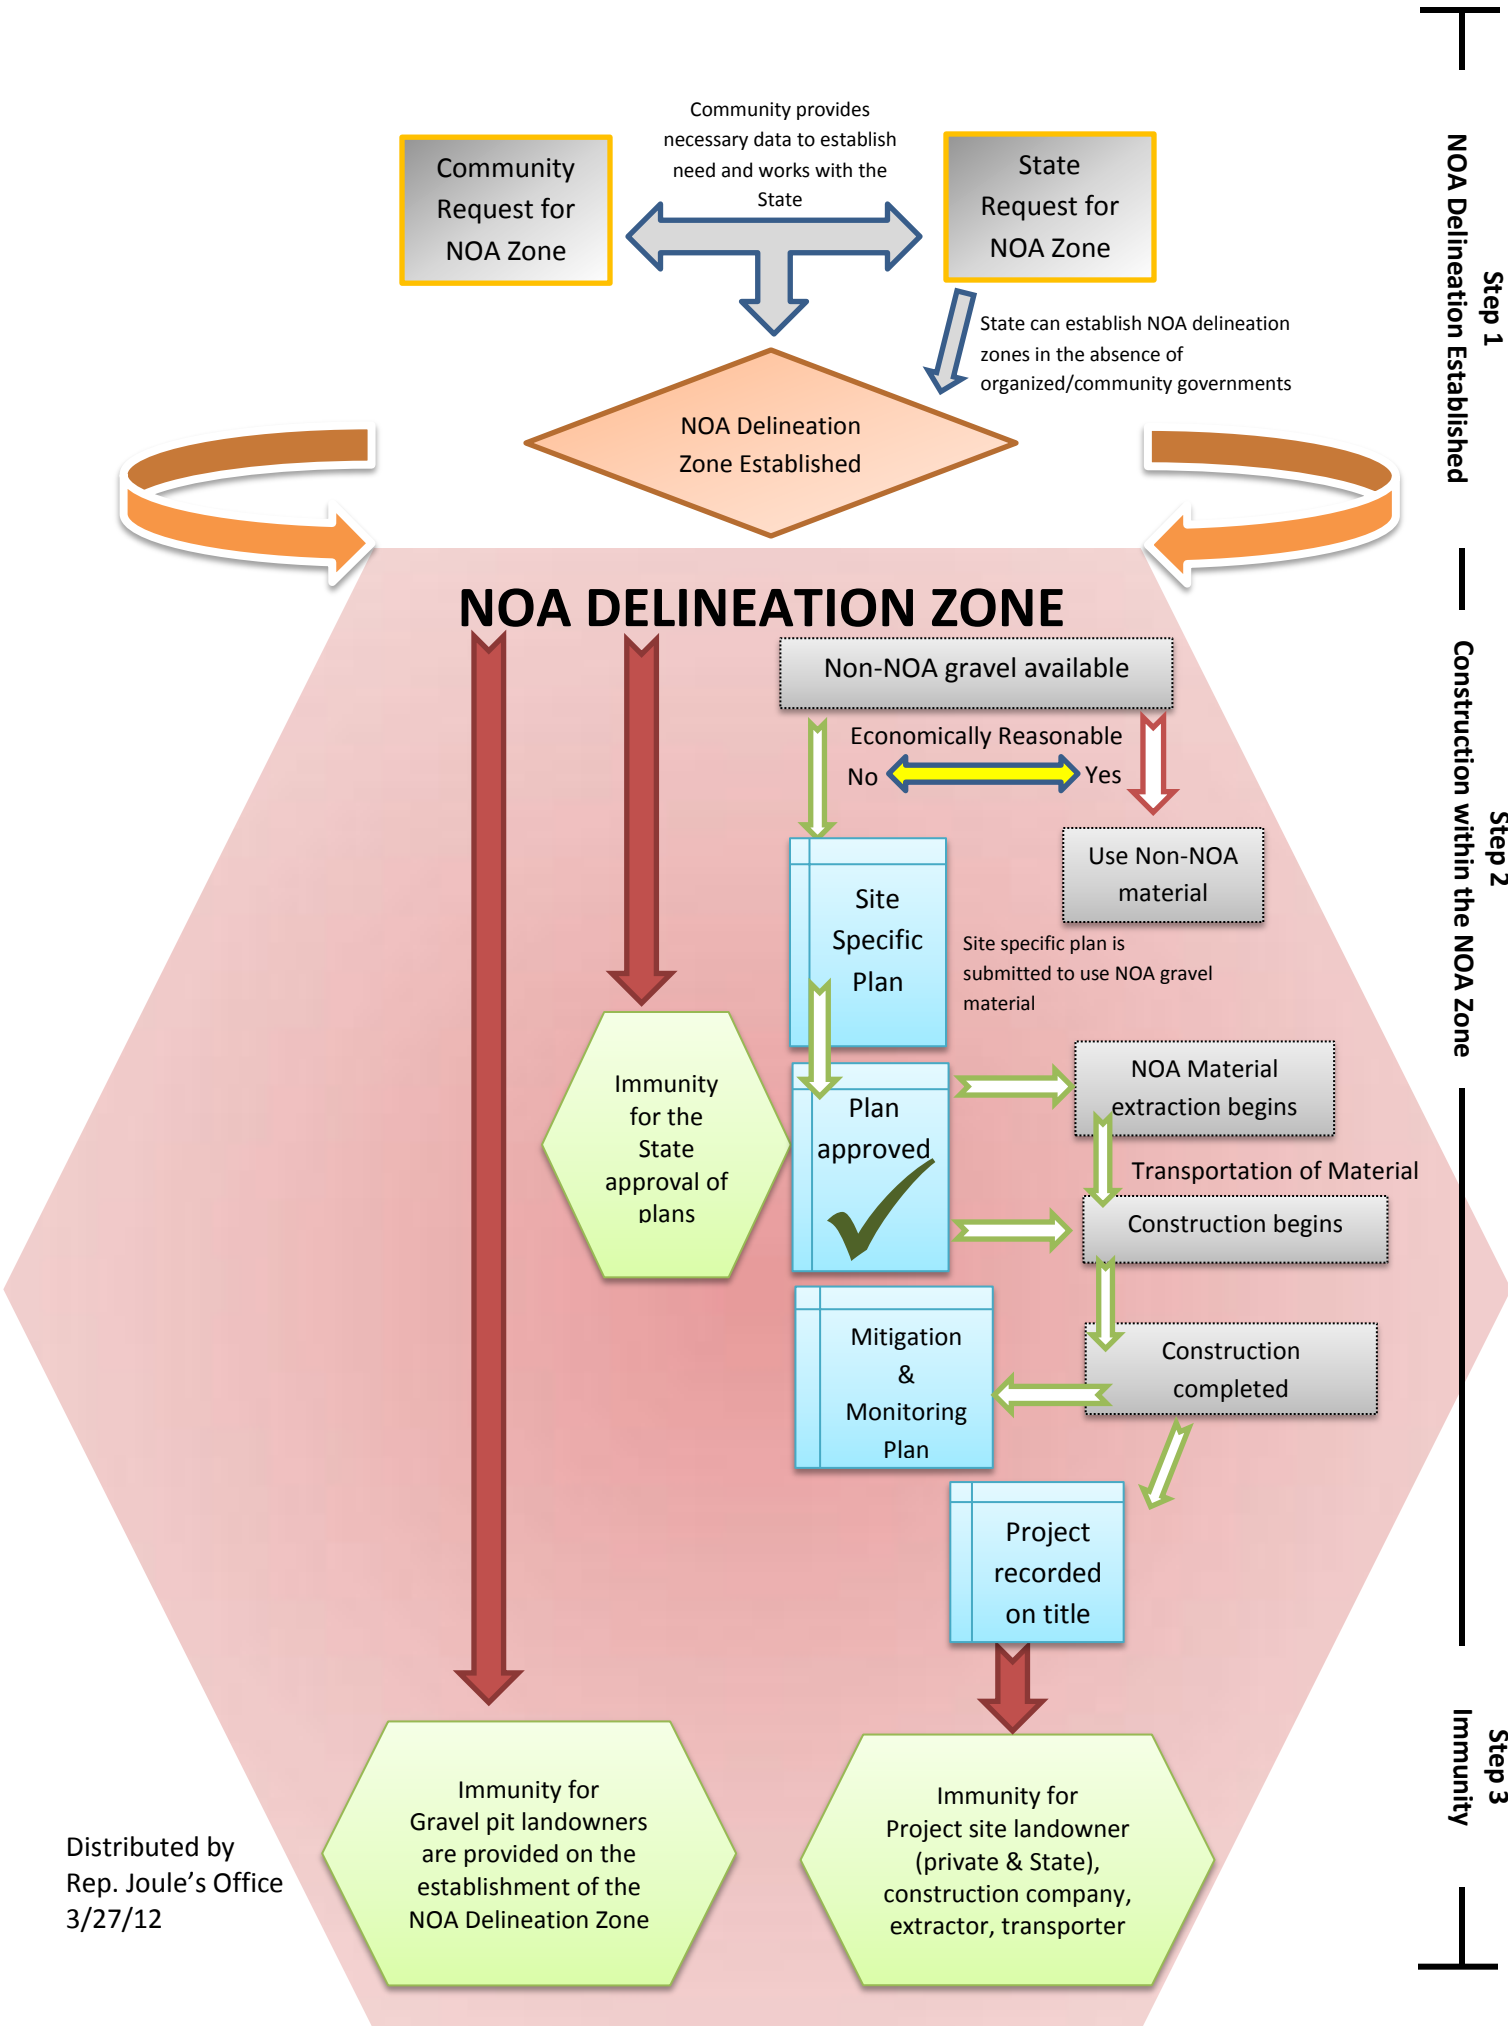 Community provides
necessary data to establish
need and works with the
State
Community
Request for
NOA Zone
State
Request for
NOA Zone
State can establish NOA delineation
zones in the absence of
organized/community governments
NOA Delineation
Zone Established
Step 1
NOA Delineation Established
NOA DELINEATION ZONE
Non-NOA gravel available
Economically Reasonable
No
Yes
Use Non-NOA
material
Site
Specific
Plan
Site specific plan is
submitted to use NOA gravel
material
Step 2
Construction within the NOA Zone
Immunity
for the
State
approval of
plans
Plan
approved
NOA Material
extraction begins
Transportation of Material
Construction begins
Mitigation
&
Monitoring
Plan
Construction
completed
Project
recorded
on title
Step 3
Immunity
Immunity for
Gravel pit landowners
are provided on the
establishment of the
NOA Delineation Zone
Immunity for
Project site landowner
(private & State),
construction company,
extractor, transporter
Distributed by
Rep. Joule’s Office
3/27/12